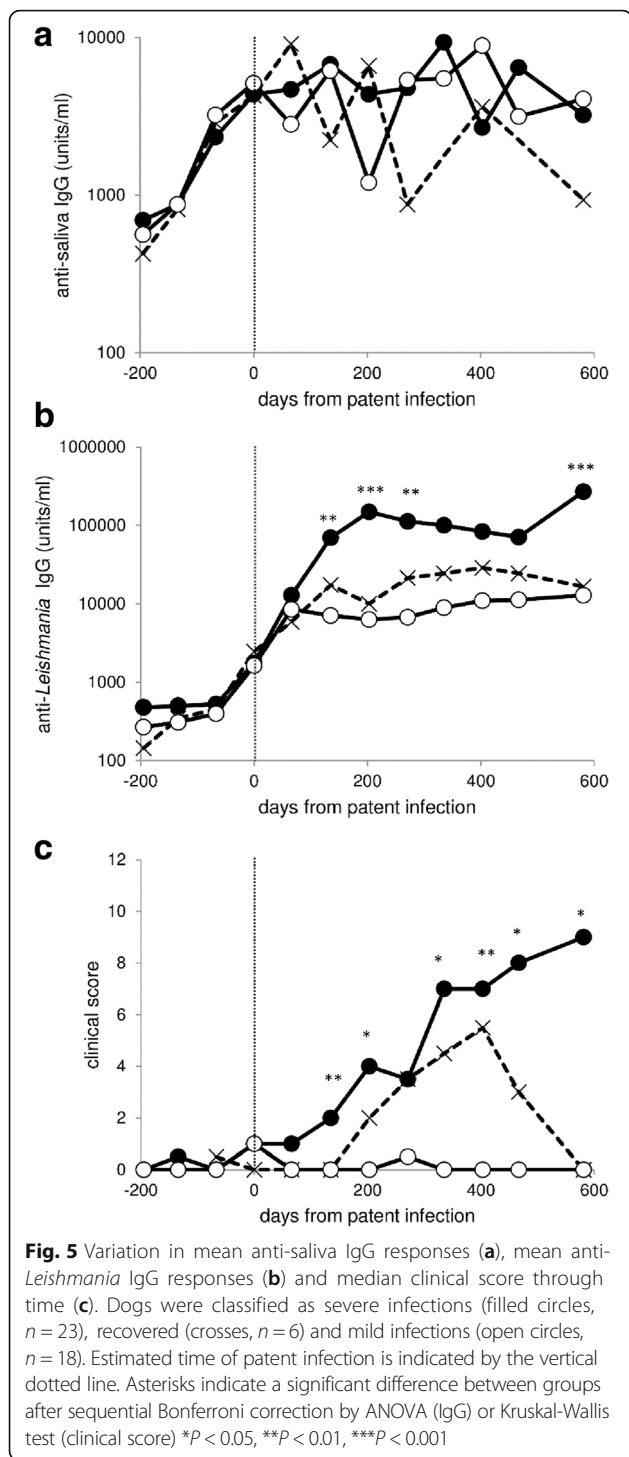 a
10000
1000
100
anti-saliva IgG (units/ml)
-200 0 200 400 600
days from patent infection
b
1000000
100000
10000
1000
100
anti-Leishmania IgG (units/ml)
** *** ** ***
-200 0 200 400 600
days from patent infection
c
12
10
8
6
4
2
0
clinical score
** * * ** * *
-200 0 200 400 600
days from patent infection
Fig. 5 Variation in mean anti-saliva IgG responses (a), mean anti-
Leishmania IgG responses (b) and median clinical score through
time (c). Dogs were classified as severe infections (filled circles,
n = 23), recovered (crosses, n = 6) and mild infections (open circles,
n = 18). Estimated time of patent infection is indicated by the vertical
dotted line. Asterisks indicate a significant difference between groups
after sequential Bonferroni correction by ANOVA (IgG) or Kruskal-Wallis
test (clinical score) *P < 0.05, **P < 0.01, ***P < 0.001